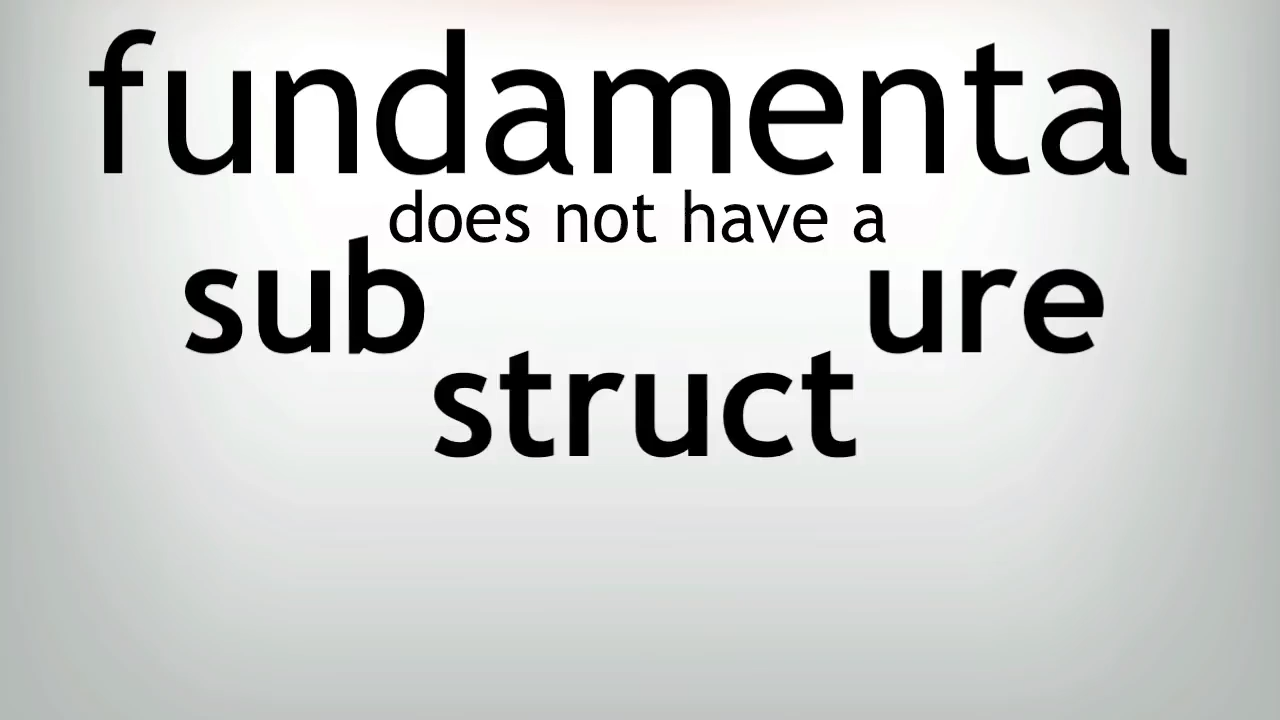 fundamental
does not have a
sub ure
struct